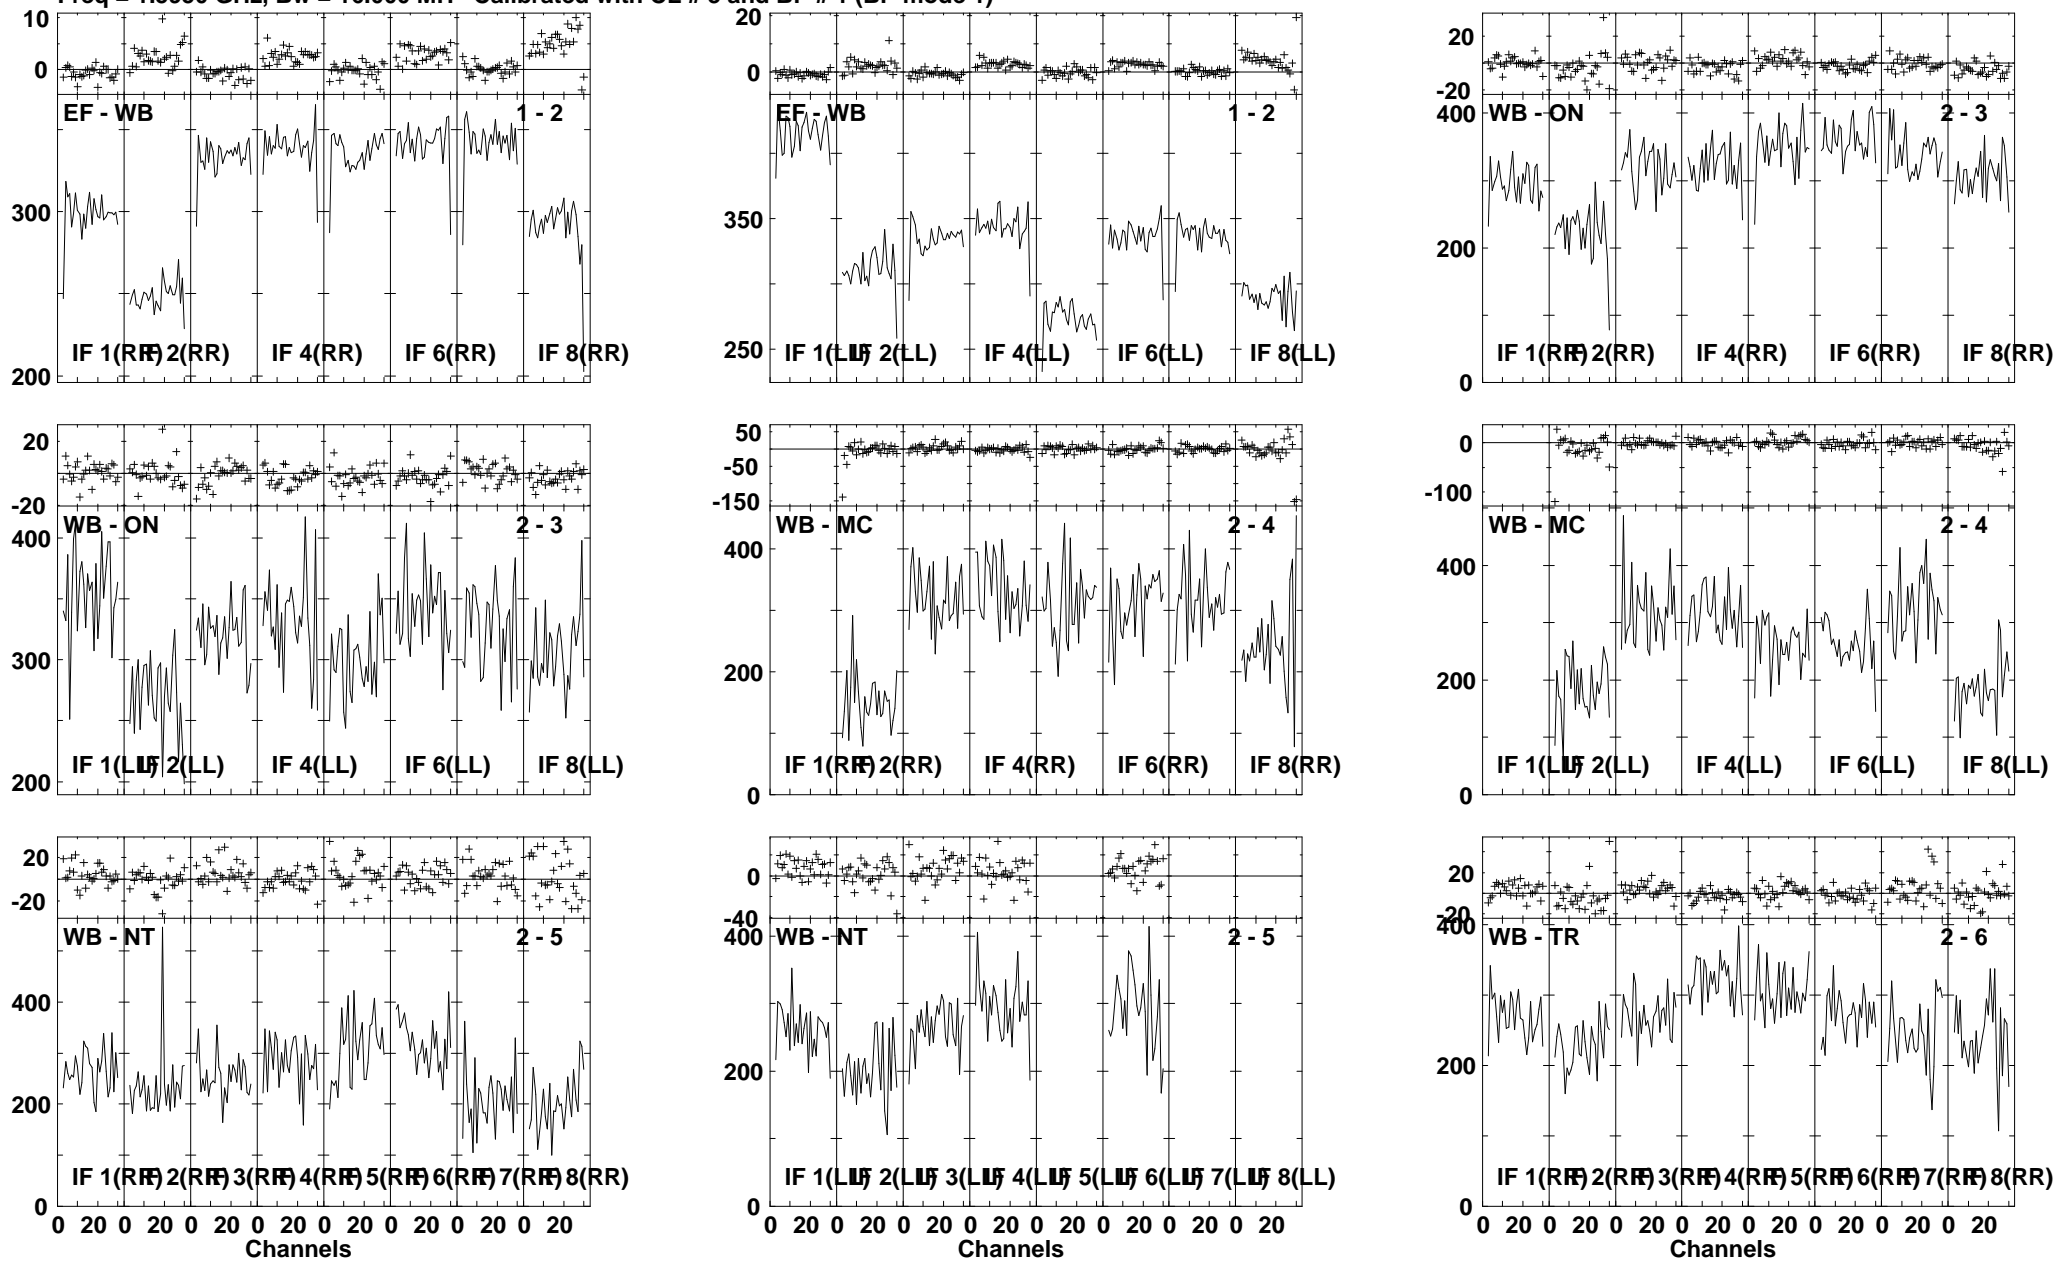 10 0
EF - WB 1 - 2
300
IF 1(RR) IF 2(RR) IF 4(RR) IF 6(RR) IF 8(RR)
200
20 0
EF - WB 1 - 2
350
IF 1(LL) IF 2(LL) IF 4(LL) IF 6(LL) IF 8(LL)
250
20 -20
400
WB - ON 2 - 3
200
IF 1(RR) IF 2(RR) IF 4(RR) IF 6(RR) IF 8(RR)
0
20 -20
WB - ON 2 - 3
400
300
IF 1(LL) IF 2(LL) IF 4(LL) IF 6(LL) IF 8(LL)
200
50 -50 -150
WB - MC 2 - 4
400
200
IF 1(RR) IF 2(RR) IF 4(RR) IF 6(RR) IF 8(RR)
0
0 -100
WB - MC 2 - 4
400
200
IF 1(LL) IF 2(LL) IF 4(LL) IF 6(LL) IF 8(LL)
0
20 -20
WB - NT 2 - 5
400
200
IF 1(RR) IF 2(RR) IF 3(RR) IF 4(RR) IF 5(RR) IF 6(RR) IF 7(RR) IF 8(RR)
0
0 20 0 20 0 20 0 20 0 20 0 20 0 20 0 20
Channels
0 -40
WB - NT 2 - 5
400
200
IF 1(LL) IF 2(LL) IF 3(LL) IF 4(LL) IF 5(LL) IF 6(LL) IF 7(LL) IF 8(LL)
0
0 20 0 20 0 20 0 20 0 20 0 20 0 20 0 20
Channels
20 -20
400
WB - TR 2 - 6
200
IF 1(RR) IF 2(RR) IF 3(RR) IF 4(RR) IF 5(RR) IF 6(RR) IF 7(RR) IF 8(RR)
0
0 20 0 20 0 20 0 20 0 20 0 20 0 20 0 20
Channels